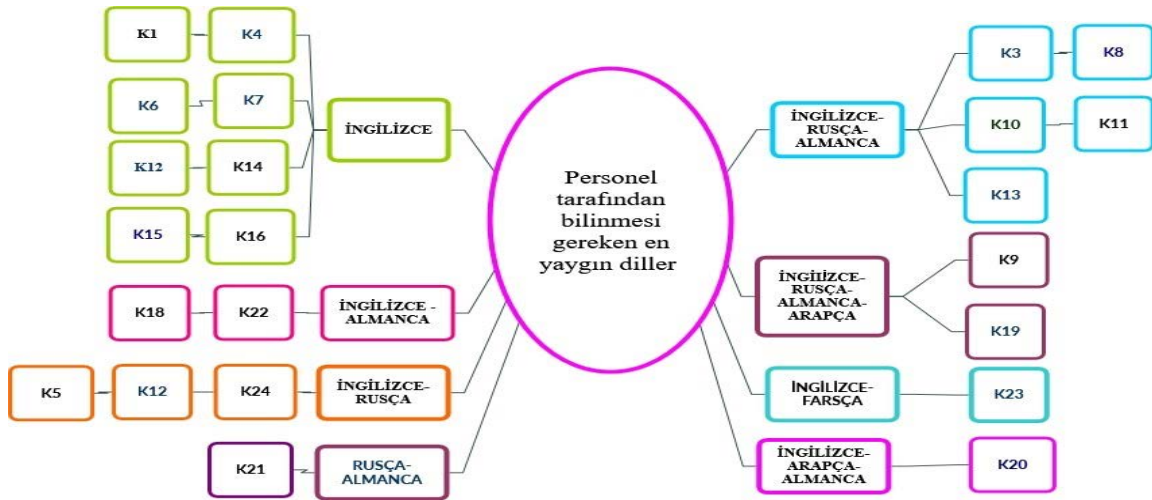 K1
K4
K6
K7
İNGİLİZCE
K12
K14
K15
K16
K18
K22
İNGİLİZCE -
ALMANCA
K5
K12
K24
İNGİLİZCE-
RUSÇA
K21
RUSÇA-
ALMANCA
Personel
tarafından
bilinmesi
gereken en
yaygın diller
İNGİLİZCE-
RUSÇA-
ALMANCA
K3
K8
K10
K11
K13
İNGİIİZCE-
RUSÇA-
ALMANCA-
ARAPÇA
K9
K19
İNGİLİZCE-
FARSÇA
K23
İNGİLİZCE-
ARAPÇA-
ALMANCA
K20